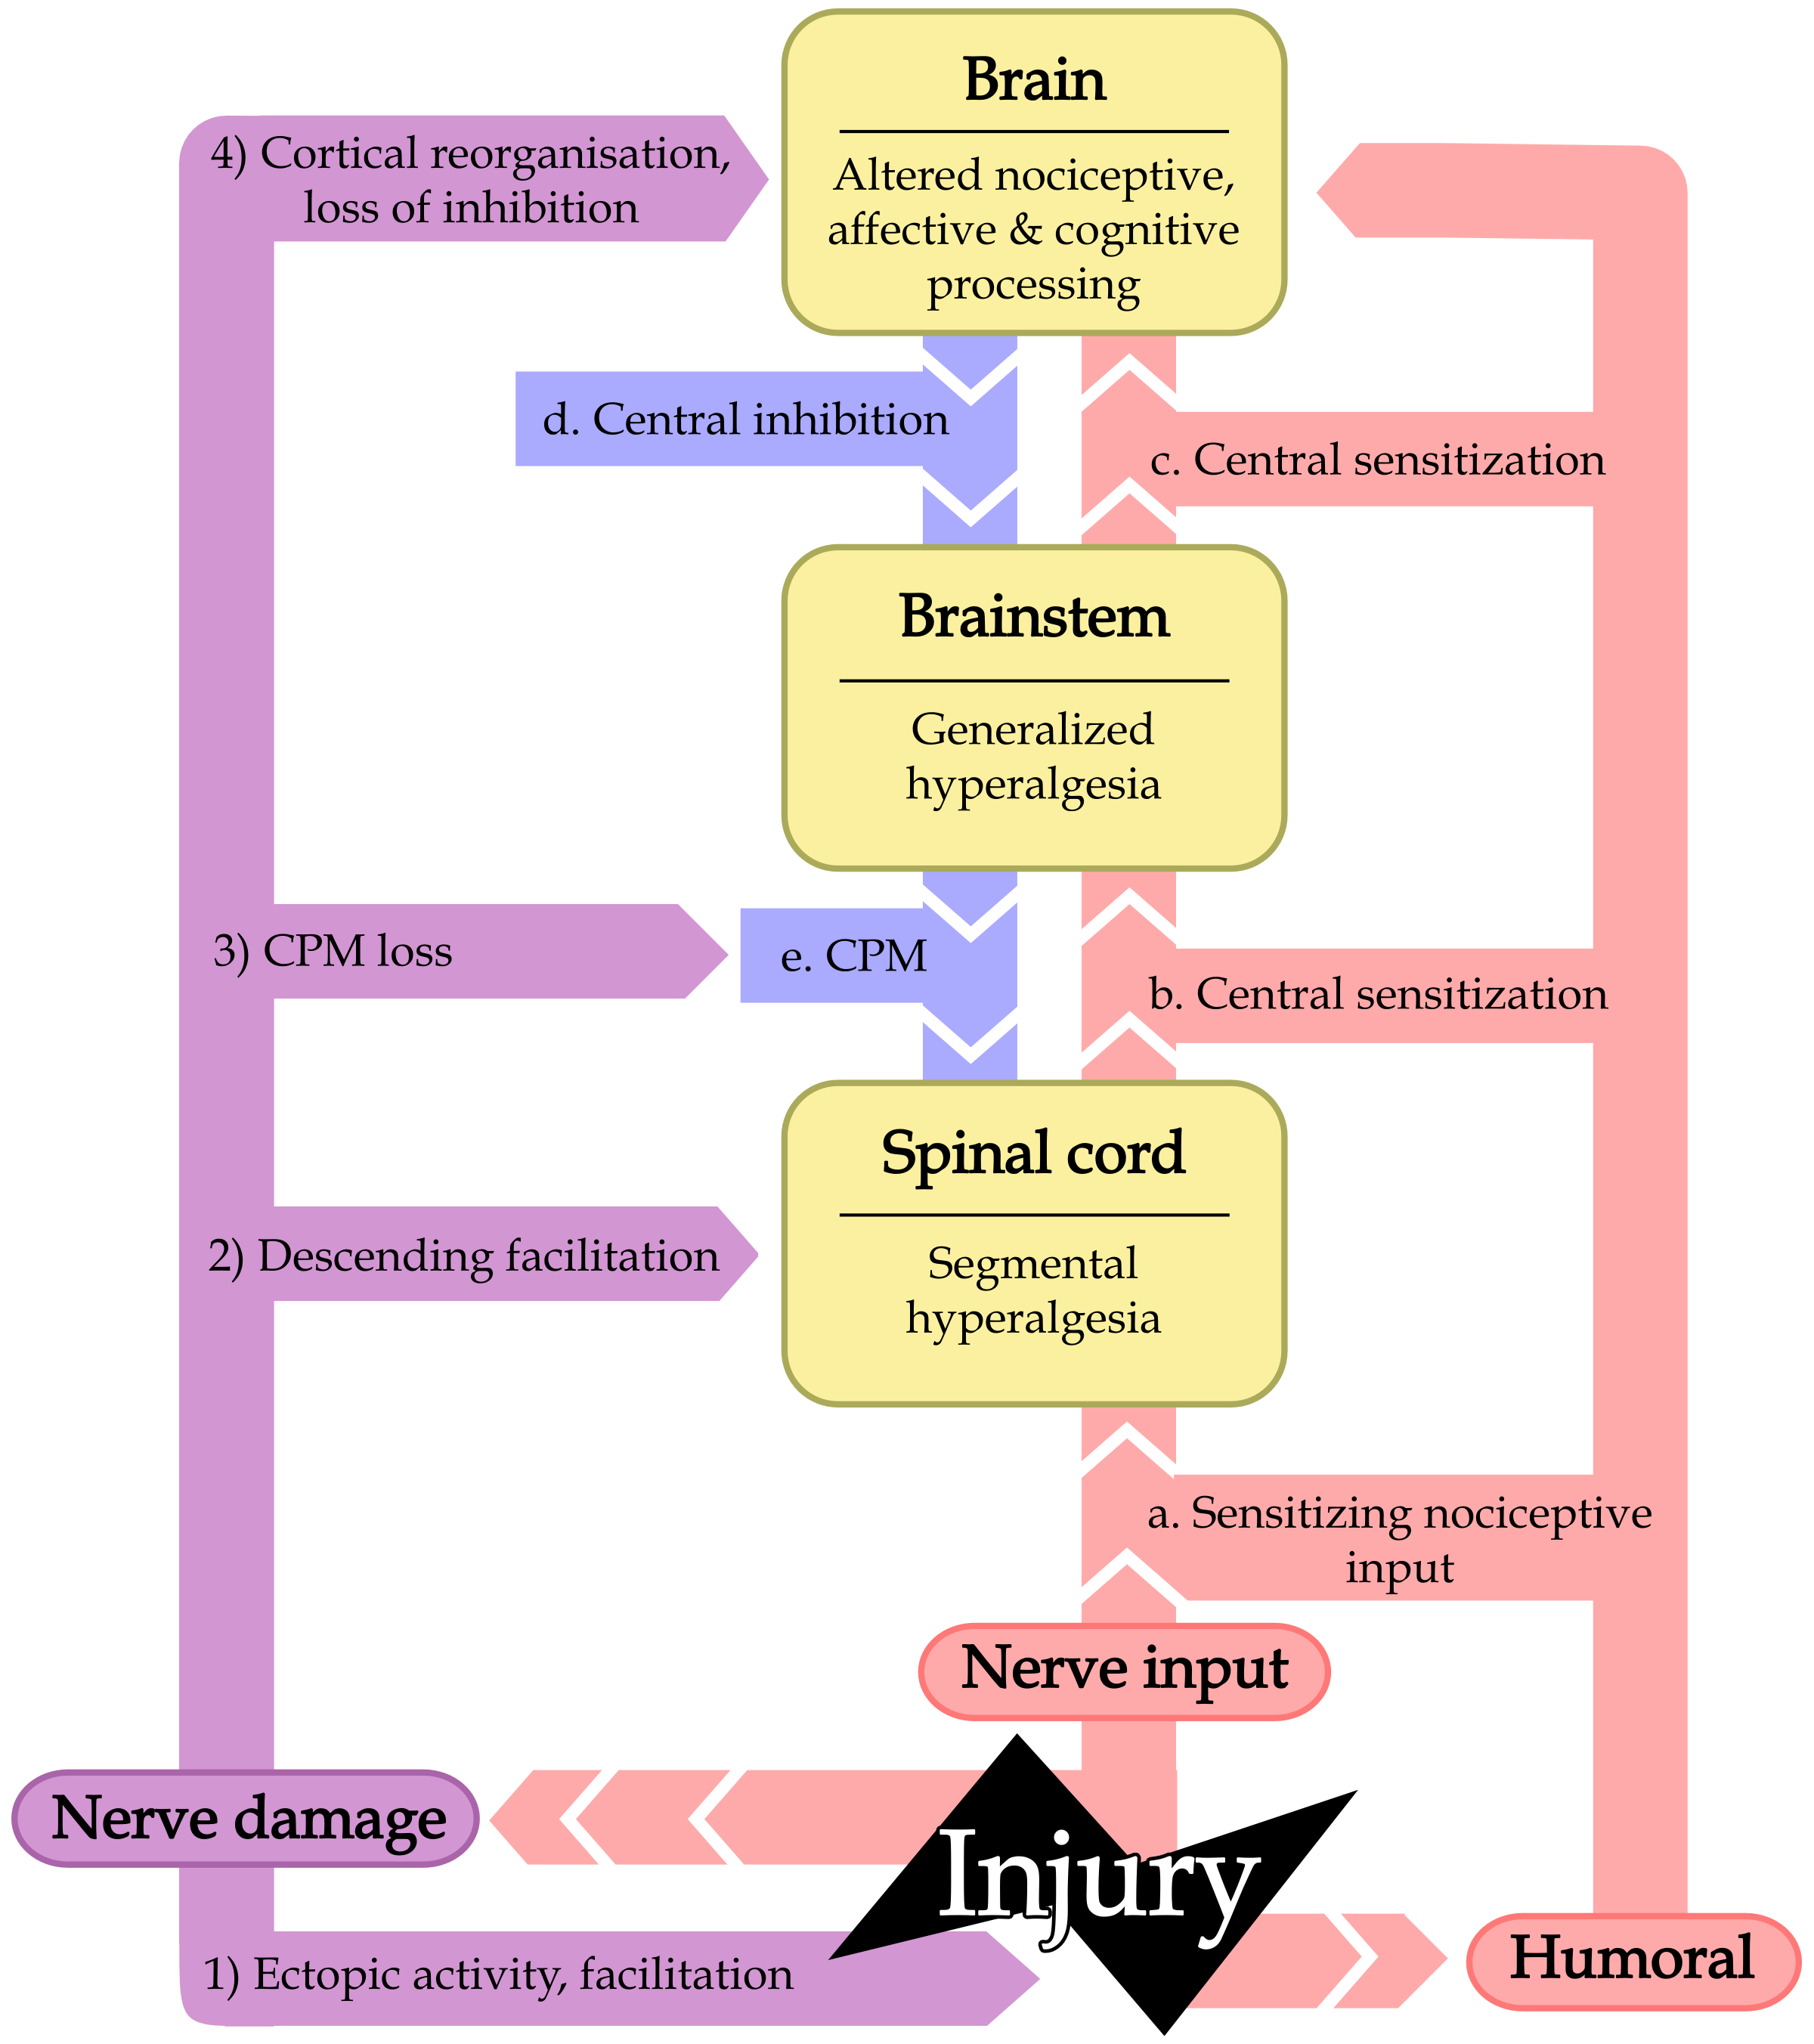 Brain
Altered nociceptive,
affective & cognitive
processing
4) Cortical reorganisation,
loss of inhibition
d. Central inhibition
c. Central sensitization
Brainstem
Generalized
hyperalgesia
3) CPM loss
e. CPM
b. Central sensitization
Spinal cord
Segmental
hyperalgesia
2) Descending facilitation
a. Sensitizing nociceptive
input
Nerve input
Nerve damage
Injury
Humoral
1) Ectopic activity, facilitation